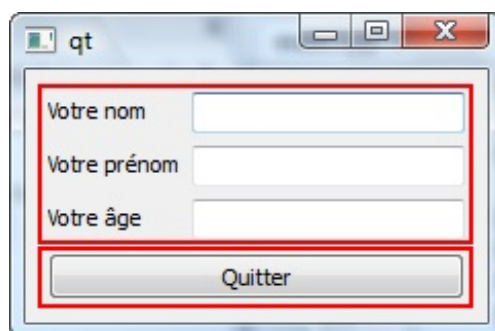 qt
Votre nom
Votre prénom
Votre âge
Quitter